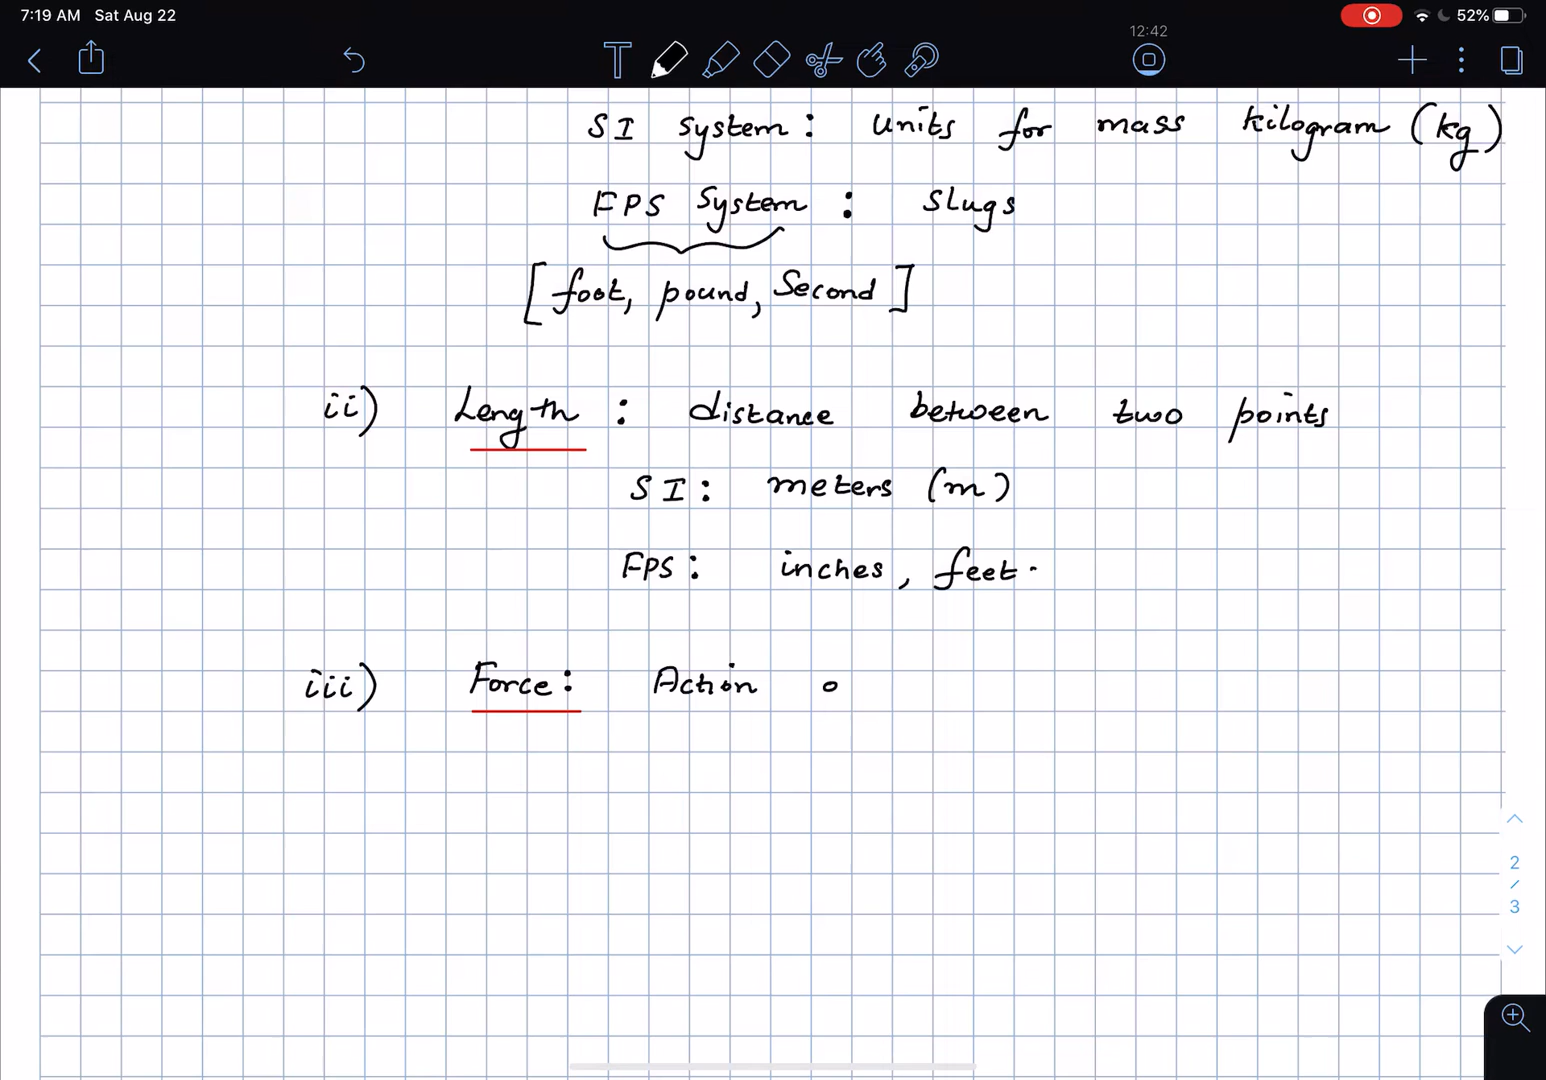 7:19 AM Sat Aug 22
52%
12:42
SI system: units for mass kilogram (kg)
FPS System : slugs
[foot, pound, Second]
ii) Length : distance between two points
SI: meters (m)
FPS: inches, feet.
iii) Force: Action o
2
/
3